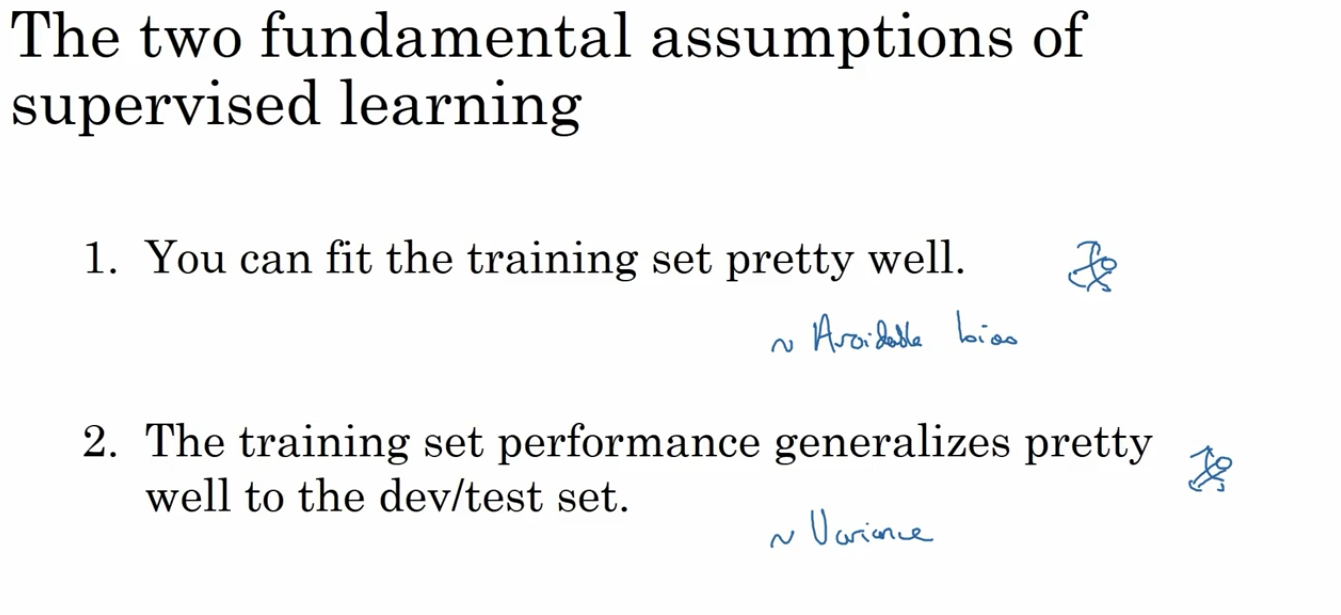 The two fundamental assumptions of
supervised learning
1. You can fit the training set pretty well.
~ Avoidable bias
2. The training set performance generalizes pretty
well to the dev/test set.
~ Variance